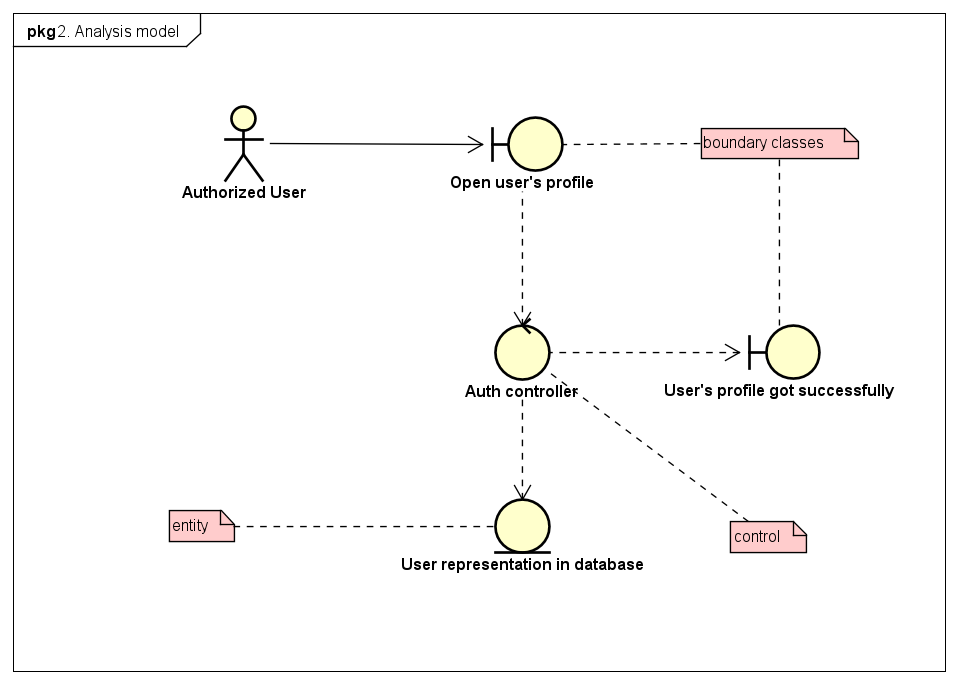 pkg 2. Analysis model
boundary classes
Open user's profile
Authorized User
Auth controller
User's profile got successfully
entity
control
User representation in database